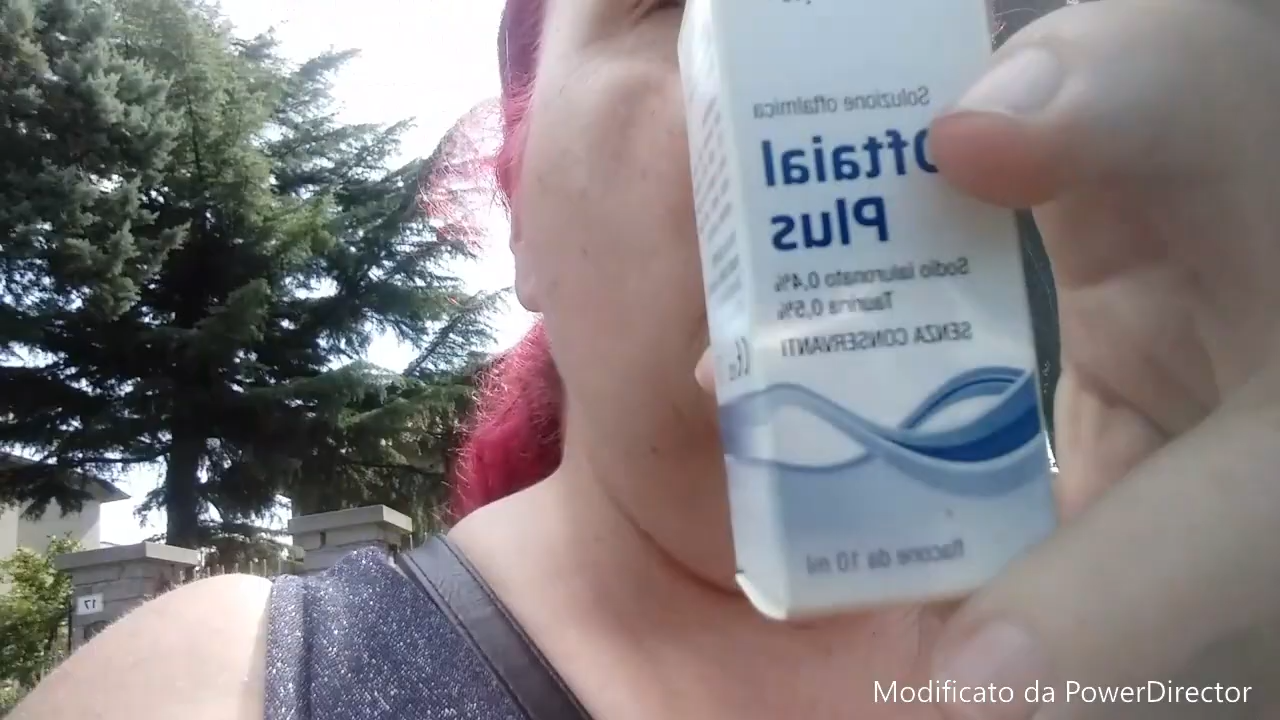 Soluzione oftalmica
Oftaial
Plus
Sodio ialuronato 0,4%
Taurina 0,5%
SENZA CONSERVANTI
flacone da 10 ml
17
Modificato da PowerDirector